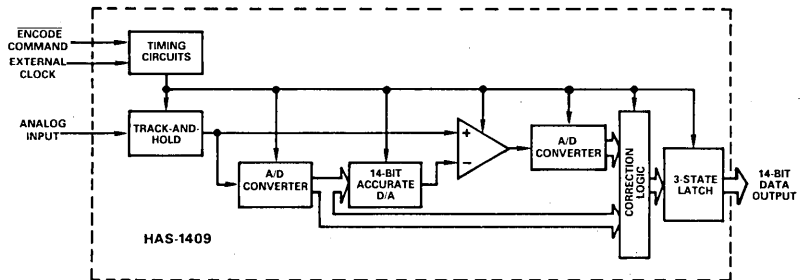 ENCODE
COMMAND
EXTERNAL
CLOCK
TIMING
CIRCUITS
ANALOG
INPUT
TRACK-AND-
HOLD
A/D
CONVERTER
14-BIT
ACCURATE
D/A
+
−
A/D
CONVERTER
CORRECTION
LOGIC
3-STATE
LATCH
14-BIT
DATA
OUTPUT
HAS-1409